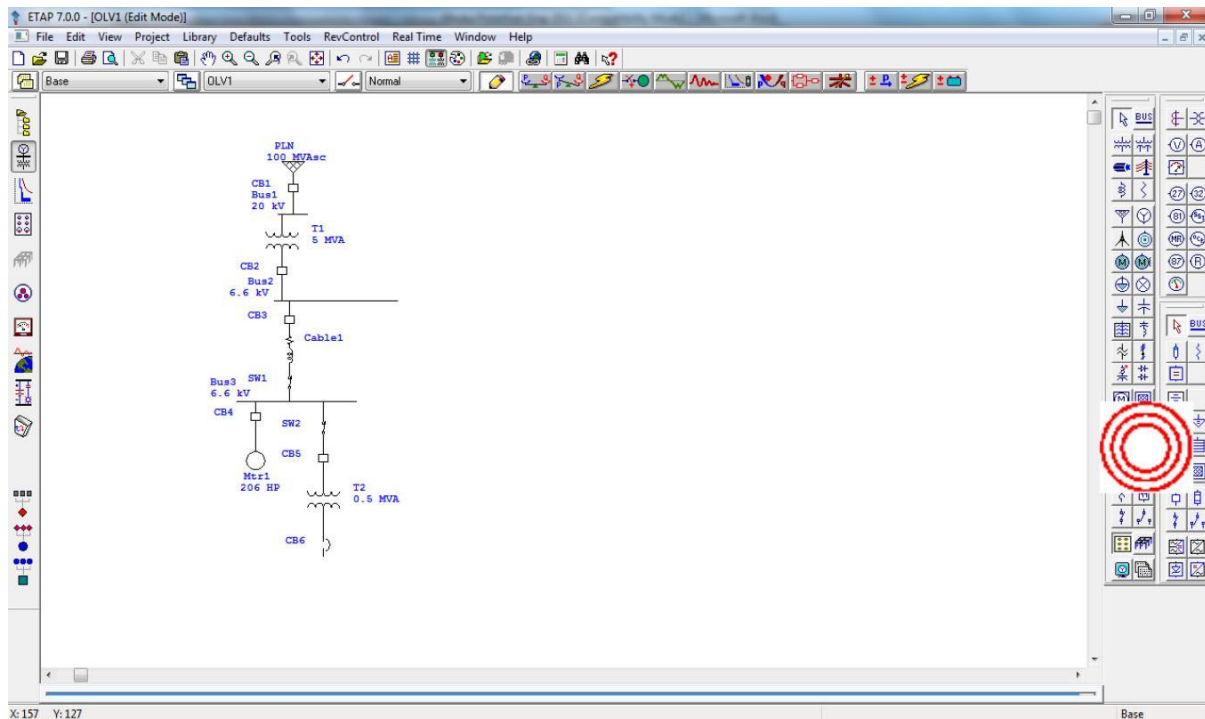 ETAP 7.0.0 - [OLV1 (Edit Mode)]
File Edit View Project Library Defaults Tools RevControl Real Time Window Help
Base OLV1 Normal
PLN
100 MVAsc
CB1
Bus1
20 kV
T1
5 MVA
CB2
Bus2
6.6 kV
CB3
Cable1
Bus3 SW1
6.6 kV
CB4
SW2
CB5
Mtr1
206 HP
T2
0.5 MVA
CB6
BUS
BUS
X: 157 Y: 127 Base